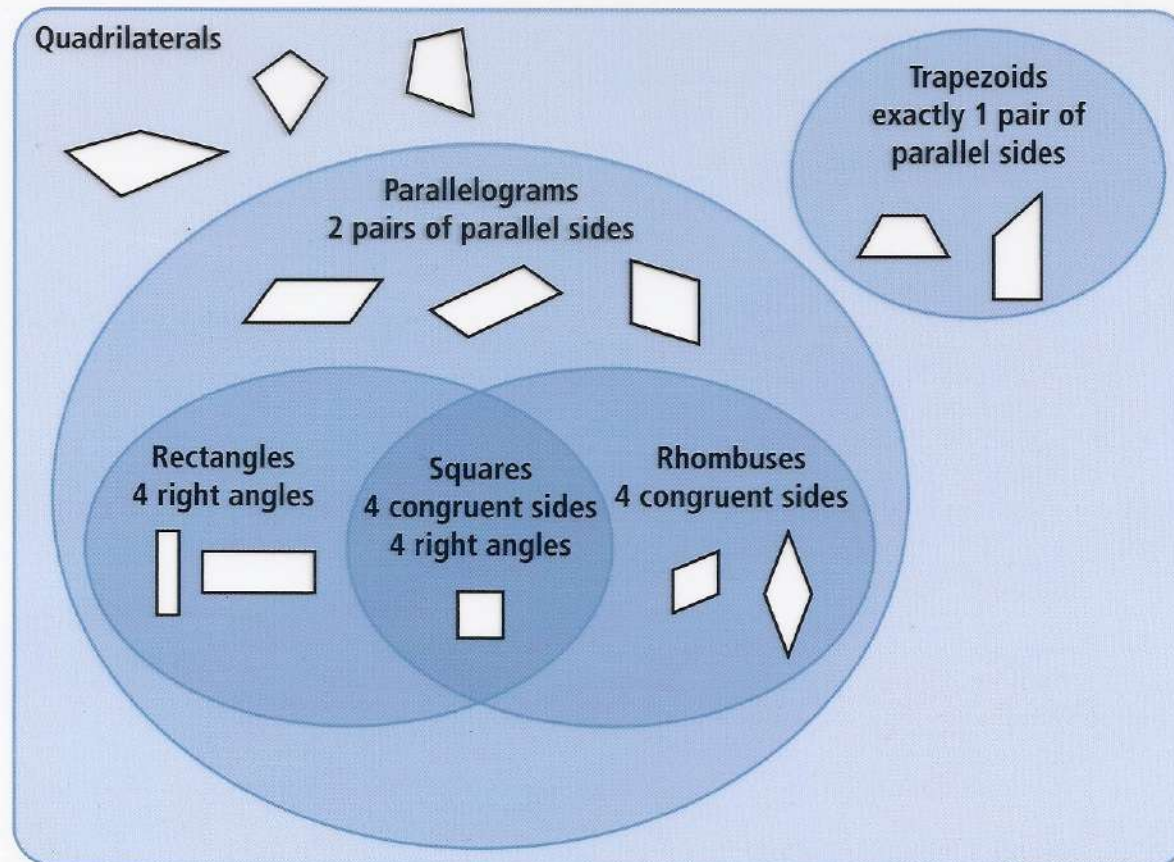 Quadrilaterals
Trapezoids
exactly 1 pair of
parallel sides
Parallelograms
2 pairs of parallel sides
Rectangles
4 right angles
Squares
4 congruent sides
4 right angles
Rhombuses
4 congruent sides